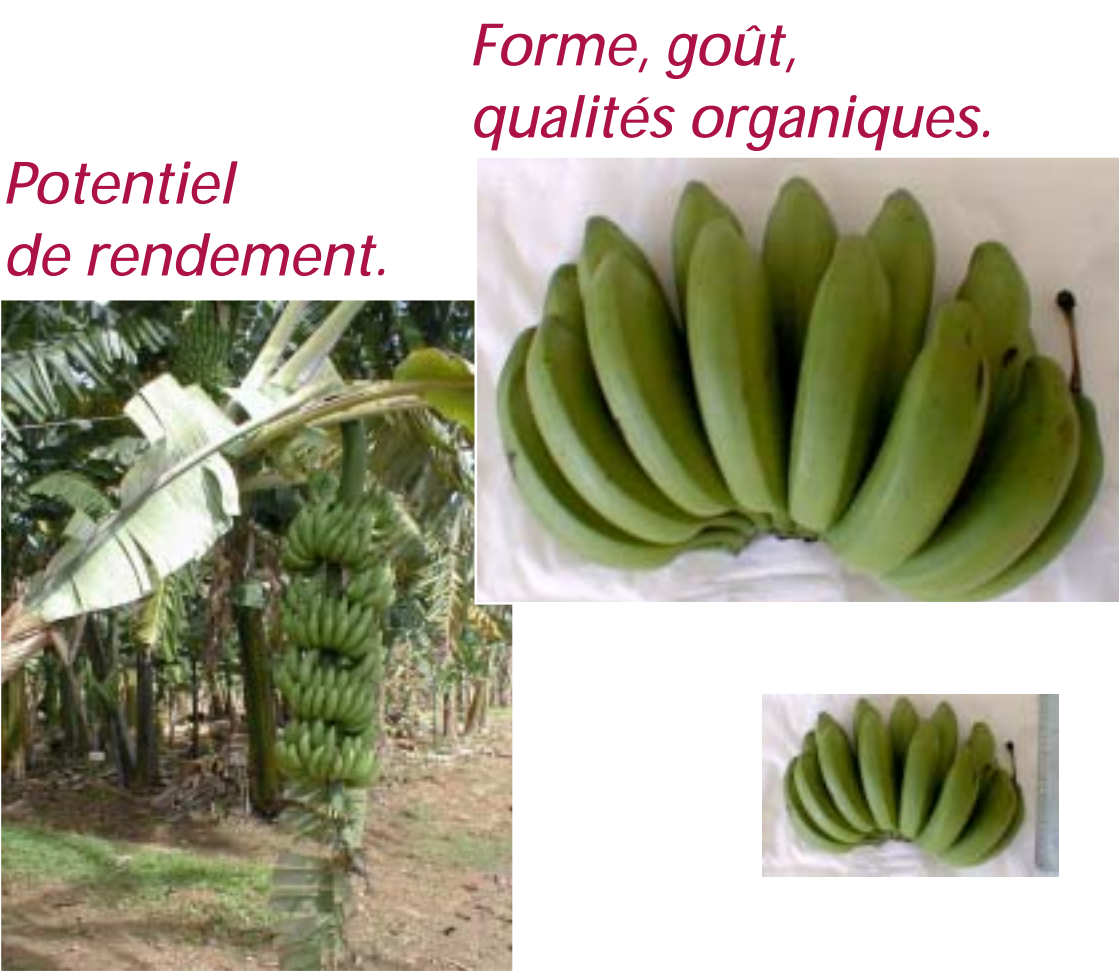 Forme, goût,
qualités organiques.
Potentiel
de rendement.